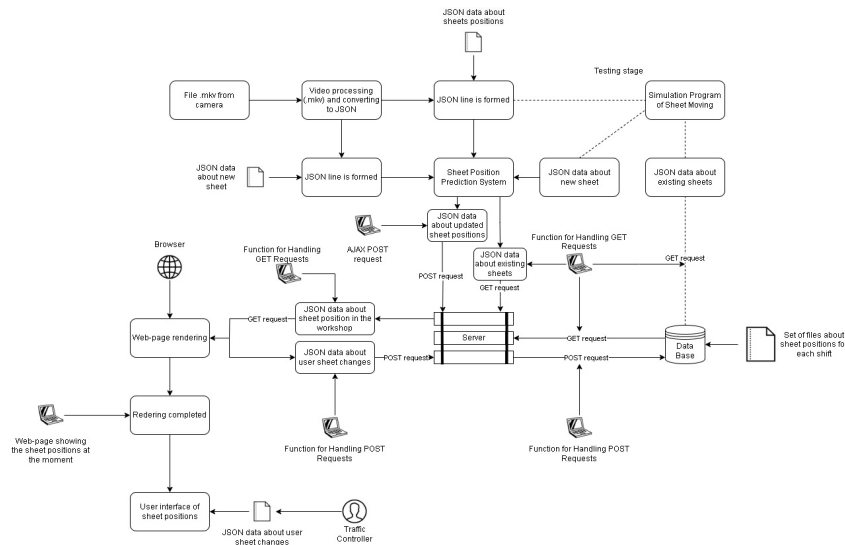 JSON data about
sheets positions
Testing stage
File .mkv from
camera
Video processing
(.mkv) and converting
to JSON
JSON line is formed
Simulation Program
of Sheet Moving
JSON data
about new
sheet
JSON line is formed
Sheet Position
Prediction System
JSON data about
new sheet
JSON data about
existing sheets
JSON data
about updated
sheet positions
AJAX POST
request
Browser
Function for Handling
GET Requests
Function for Handling GET
Requests
JSON data
about existing
sheets
GET request
POST request
GET request
JSON data about
sheet position in the
workshop
GET request
Web-page rendering
Server
GET request
Data
Base
Set of files about
sheet positions for
each shift
JSON data about
user sheet changes
POST request
POST request
Redering completed
Web-page showing
the sheet positions at
the moment
Function for Handling POST
Requests
Function for Handling POST
Requests
User interface of
sheet positions
JSON data about user
sheet changes
Traffic
Controller